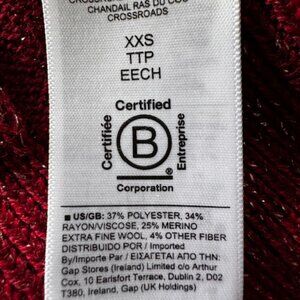 CHANDAIL RAS DU COU
CROSSROADS
XXS
TTP
EECH
Certified
Certifiée
B
®
Entreprise
Corporation
■ US/GB: 37% POLYESTER, 34%
RAYON/VISCOSE, 25% MERINO
EXTRA FINE WOOL, 4% OTHER FIBER
DISTRIBUIDO POR / Imported
By/Importe Par / ΕΙΣΑΓΕΤΑΙ ΑΠΟ ΤΗΝ:
Gap Stores (Ireland) Limited c/o Arthur
Cox, 10 Earlsfort Terrace, Dublin 2, D02
T380, Ireland, Gap (UK Holdings)